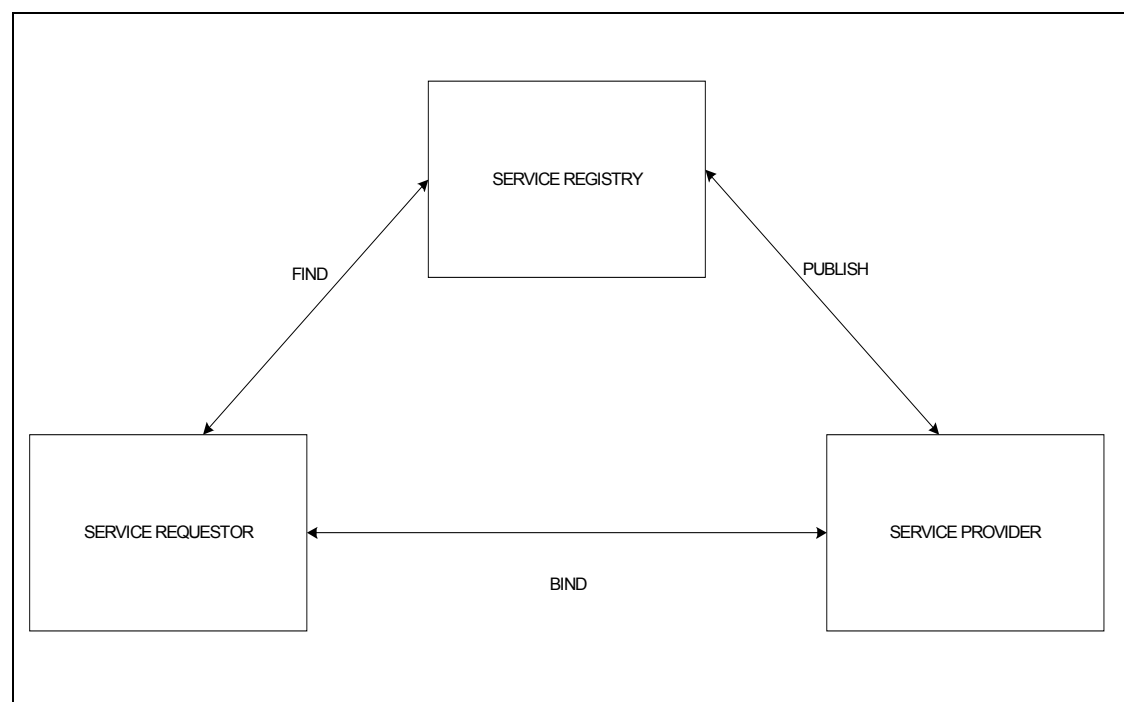 SERVICE REGISTRY
FIND
PUBLISH
SERVICE REQUESTOR
SERVICE PROVIDER
BIND